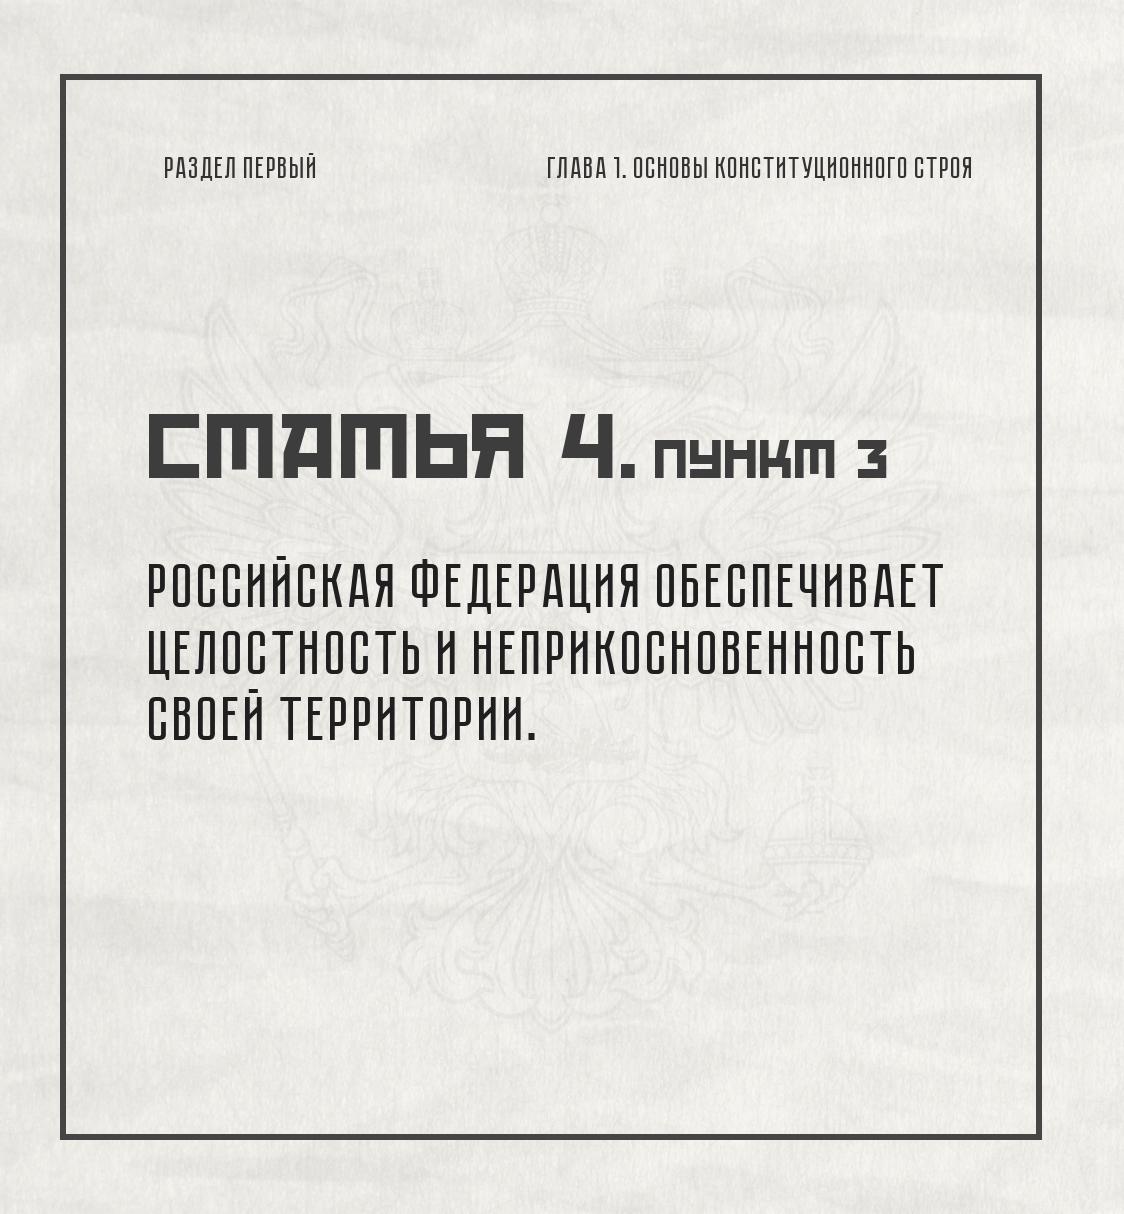 РАЗДЕЛ ПЕРВЫЙ
ГЛАВА 1. ОСНОВЫ КОНСТИТУЦИОННОГО СТРОЯ
СТАТЬЯ 4. ПУНКТ 3
РОССИЙСКАЯ ФЕДЕРАЦИЯ ОБЕСПЕЧИВАЕТ
ЦЕЛОСТНОСТЬ И НЕПРИКОСНОВЕННОСТЬ
СВОЕЙ ТЕРРИТОРИИ.